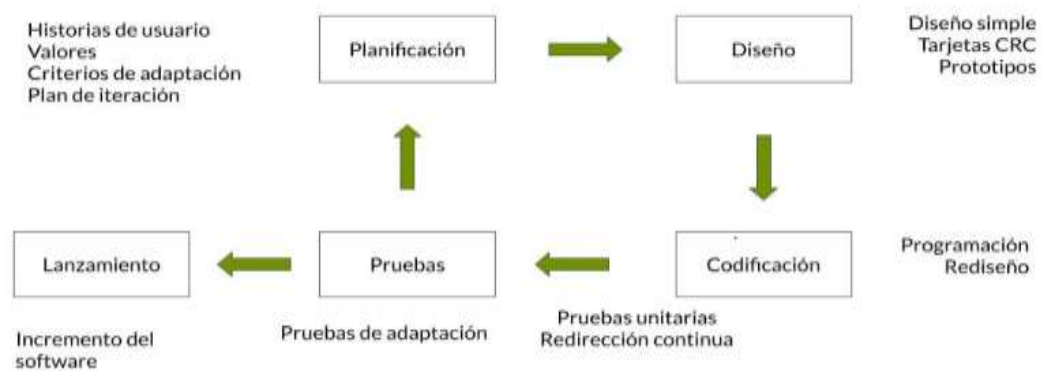 Historias de usuario
Valores
Criterios de adaptación
Plan de iteración
Planificación
Diseño
Diseño simple
Tarjetas CRC
Prototipos
Lanzamiento
Pruebas
Codificación
Programación
Rediseño
Incremento del
software
Pruebas de adaptación
Pruebas unitarias
Redirección continua